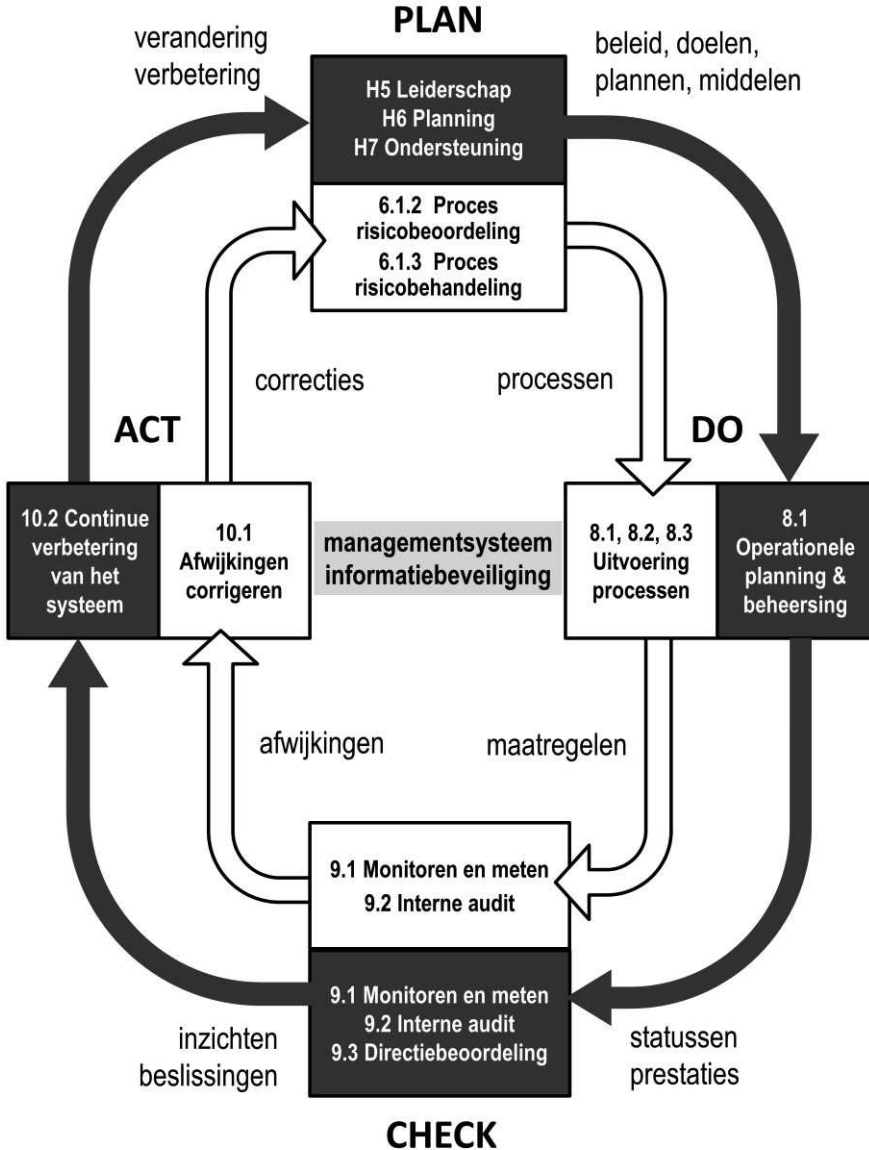 PLAN
verandering
verbetering
beleid, doelen,
plannen, middelen
H5 Leiderschap
H6 Planning
H7 Ondersteuning
6.1.2 Proces
risicobeoordeling
6.1.3 Proces
risicobehandeling
correcties
processen
ACT
DO
10.2 Continue
verbetering
van het
systeem
10.1
Afwijkingen
corrigeren
managementsysteem
informatiebeveiliging
8.1, 8.2, 8.3
Uitvoering
processen
8.1
Operationele
planning &
beheersing
afwijkingen
maatregelen
9.1 Monitoren en meten
9.2 Interne audit
9.1 Monitoren en meten
9.2 Interne audit
9.3 Directiebeoordeling
inzichten
beslissingen
statussen
prestaties
CHECK